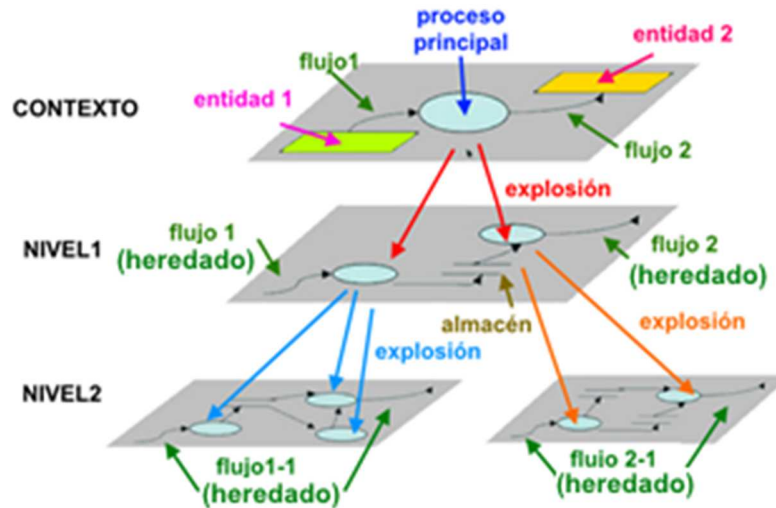 proceso
principal
entidad 2
flujo1
CONTEXTO
entidad 1
flujo 2
explosión
NIVEL1
flujo 1
(heredado)
flujo 2
(heredado)
almacén
explosión
explosión
NIVEL2
flujo1-1
(heredado)
fluio 2-1
(heredado)